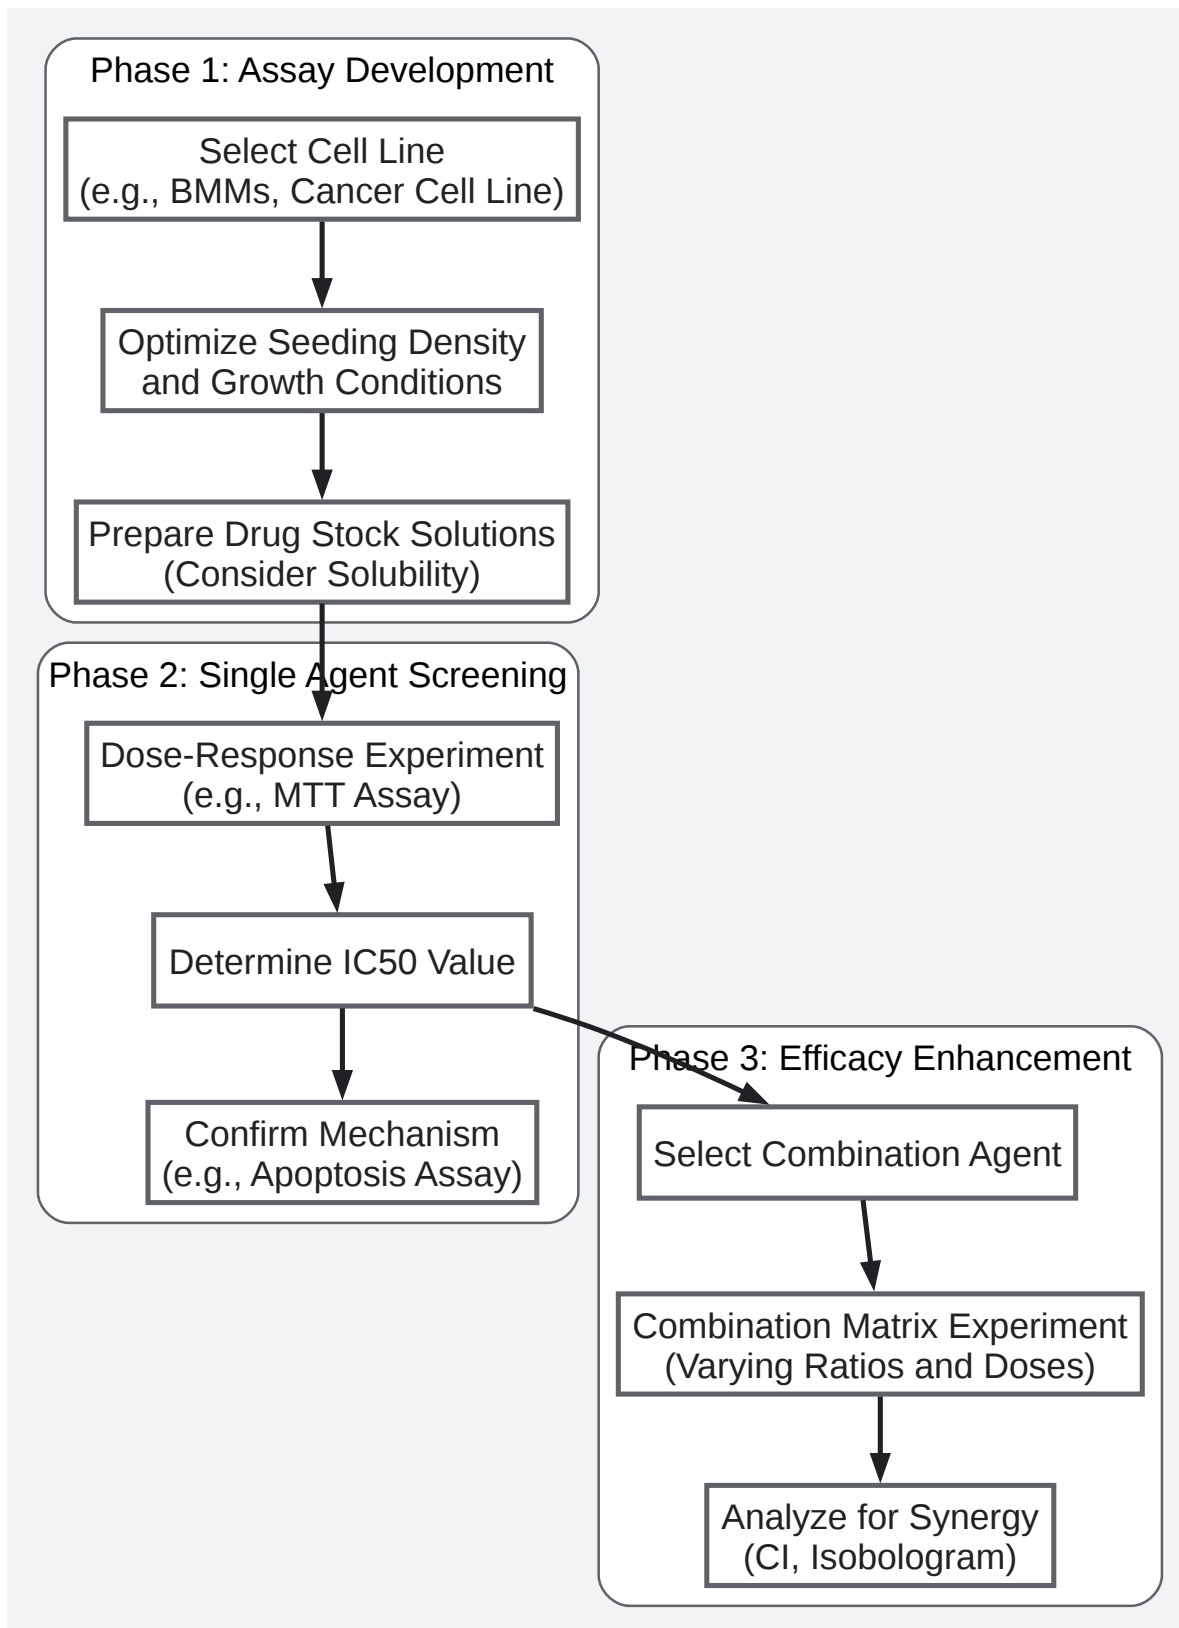 Phase 1: Assay Development
Select Cell Line
(e.g., BMMs, Cancer Cell Line)
Optimize Seeding Density
and Growth Conditions
Prepare Drug Stock Solutions
(Consider Solubility)
Phase 2: Single Agent Screening
Dose-Response Experiment
(e.g., MTT Assay)
Determine IC50 Value
Confirm Mechanism
(e.g., Apoptosis Assay)
Phase 3: Efficacy Enhancement
Select Combination Agent
Combination Matrix Experiment
(Varying Ratios and Doses)
Analyze for Synergy
(CI, Isobologram)